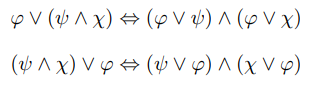 φ ∨ (ψ ∧ χ) ⇔ (φ ∨ ψ) ∧ (φ ∨ χ)
(ψ ∧ χ) ∨ φ ⇔ (ψ ∨ φ) ∧ (χ ∨ φ)